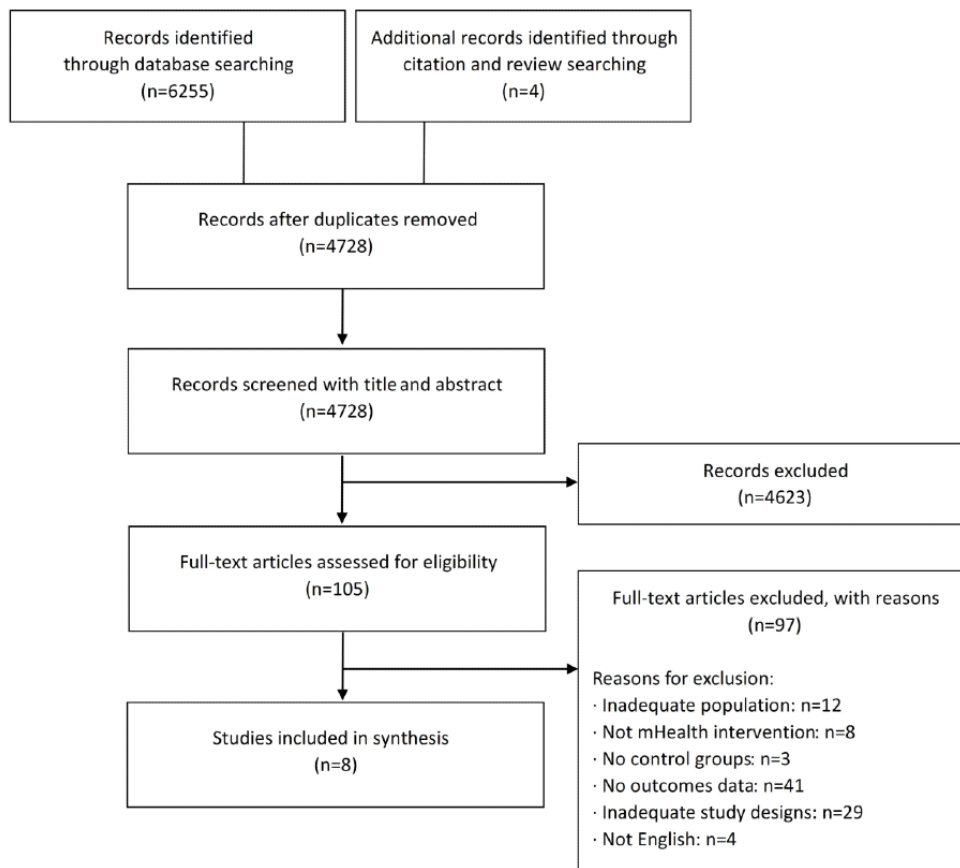 Records identified
through database searching
(n=6255)
Additional records identified through
citation and review searching
(n=4)
Records after duplicates removed
(n=4728)
Records screened with title and abstract
(n=4728)
Records excluded
(n=4623)
Full-text articles assessed for eligibility
(n=105)
Full-text articles excluded, with reasons
(n=97)
Reasons for exclusion:
· Inadequate population: n=12
· Not mHealth intervention: n=8
· No control groups: n=3
· No outcomes data: n=41
· Inadequate study designs: n=29
· Not English: n=4
Studies included in synthesis
(n=8)